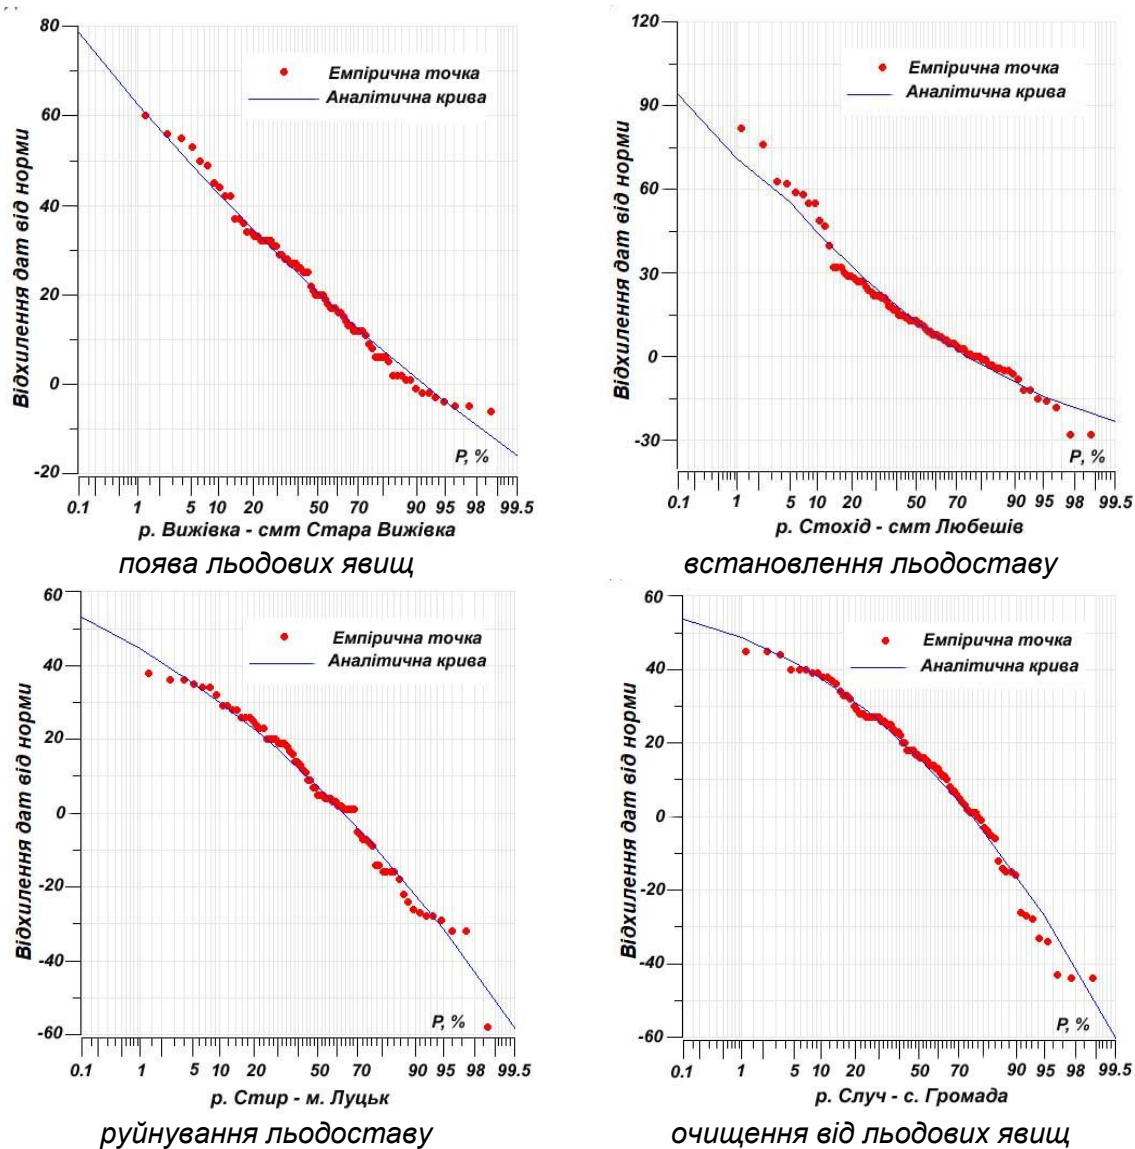 80
60
40
20
0
-20
Відхилення дат від норми
Емпірична точка
Аналітична крива
P, %
0.1 1 5 10 20 50 70 90 95 98 99.5
р. Вижівка - смт Стара Вижівка
поява льодових явищ
120
90
60
30
0
-30
Відхилення дат від норми
Емпірична точка
Аналітична крива
P, %
0.1 1 5 10 20 50 70 90 95 98 99.5
р. Стохід - смт Любешів
встановлення льодоставу
60
40
20
0
-20
-40
-60
Відхилення дат від норми
Емпірична точка
Аналітична крива
P, %
0.1 1 5 10 20 50 70 90 95 98 99.5
р. Стир - м. Луцьк
руйнування льодоставу
60
40
20
0
-20
-40
-60
Відхилення дат від норми
Емпірична точка
Аналітична крива
P, %
0.1 1 5 10 20 50 70 90 95 98 99.5
р. Случ - с. Громада
очищення від льодових явищ